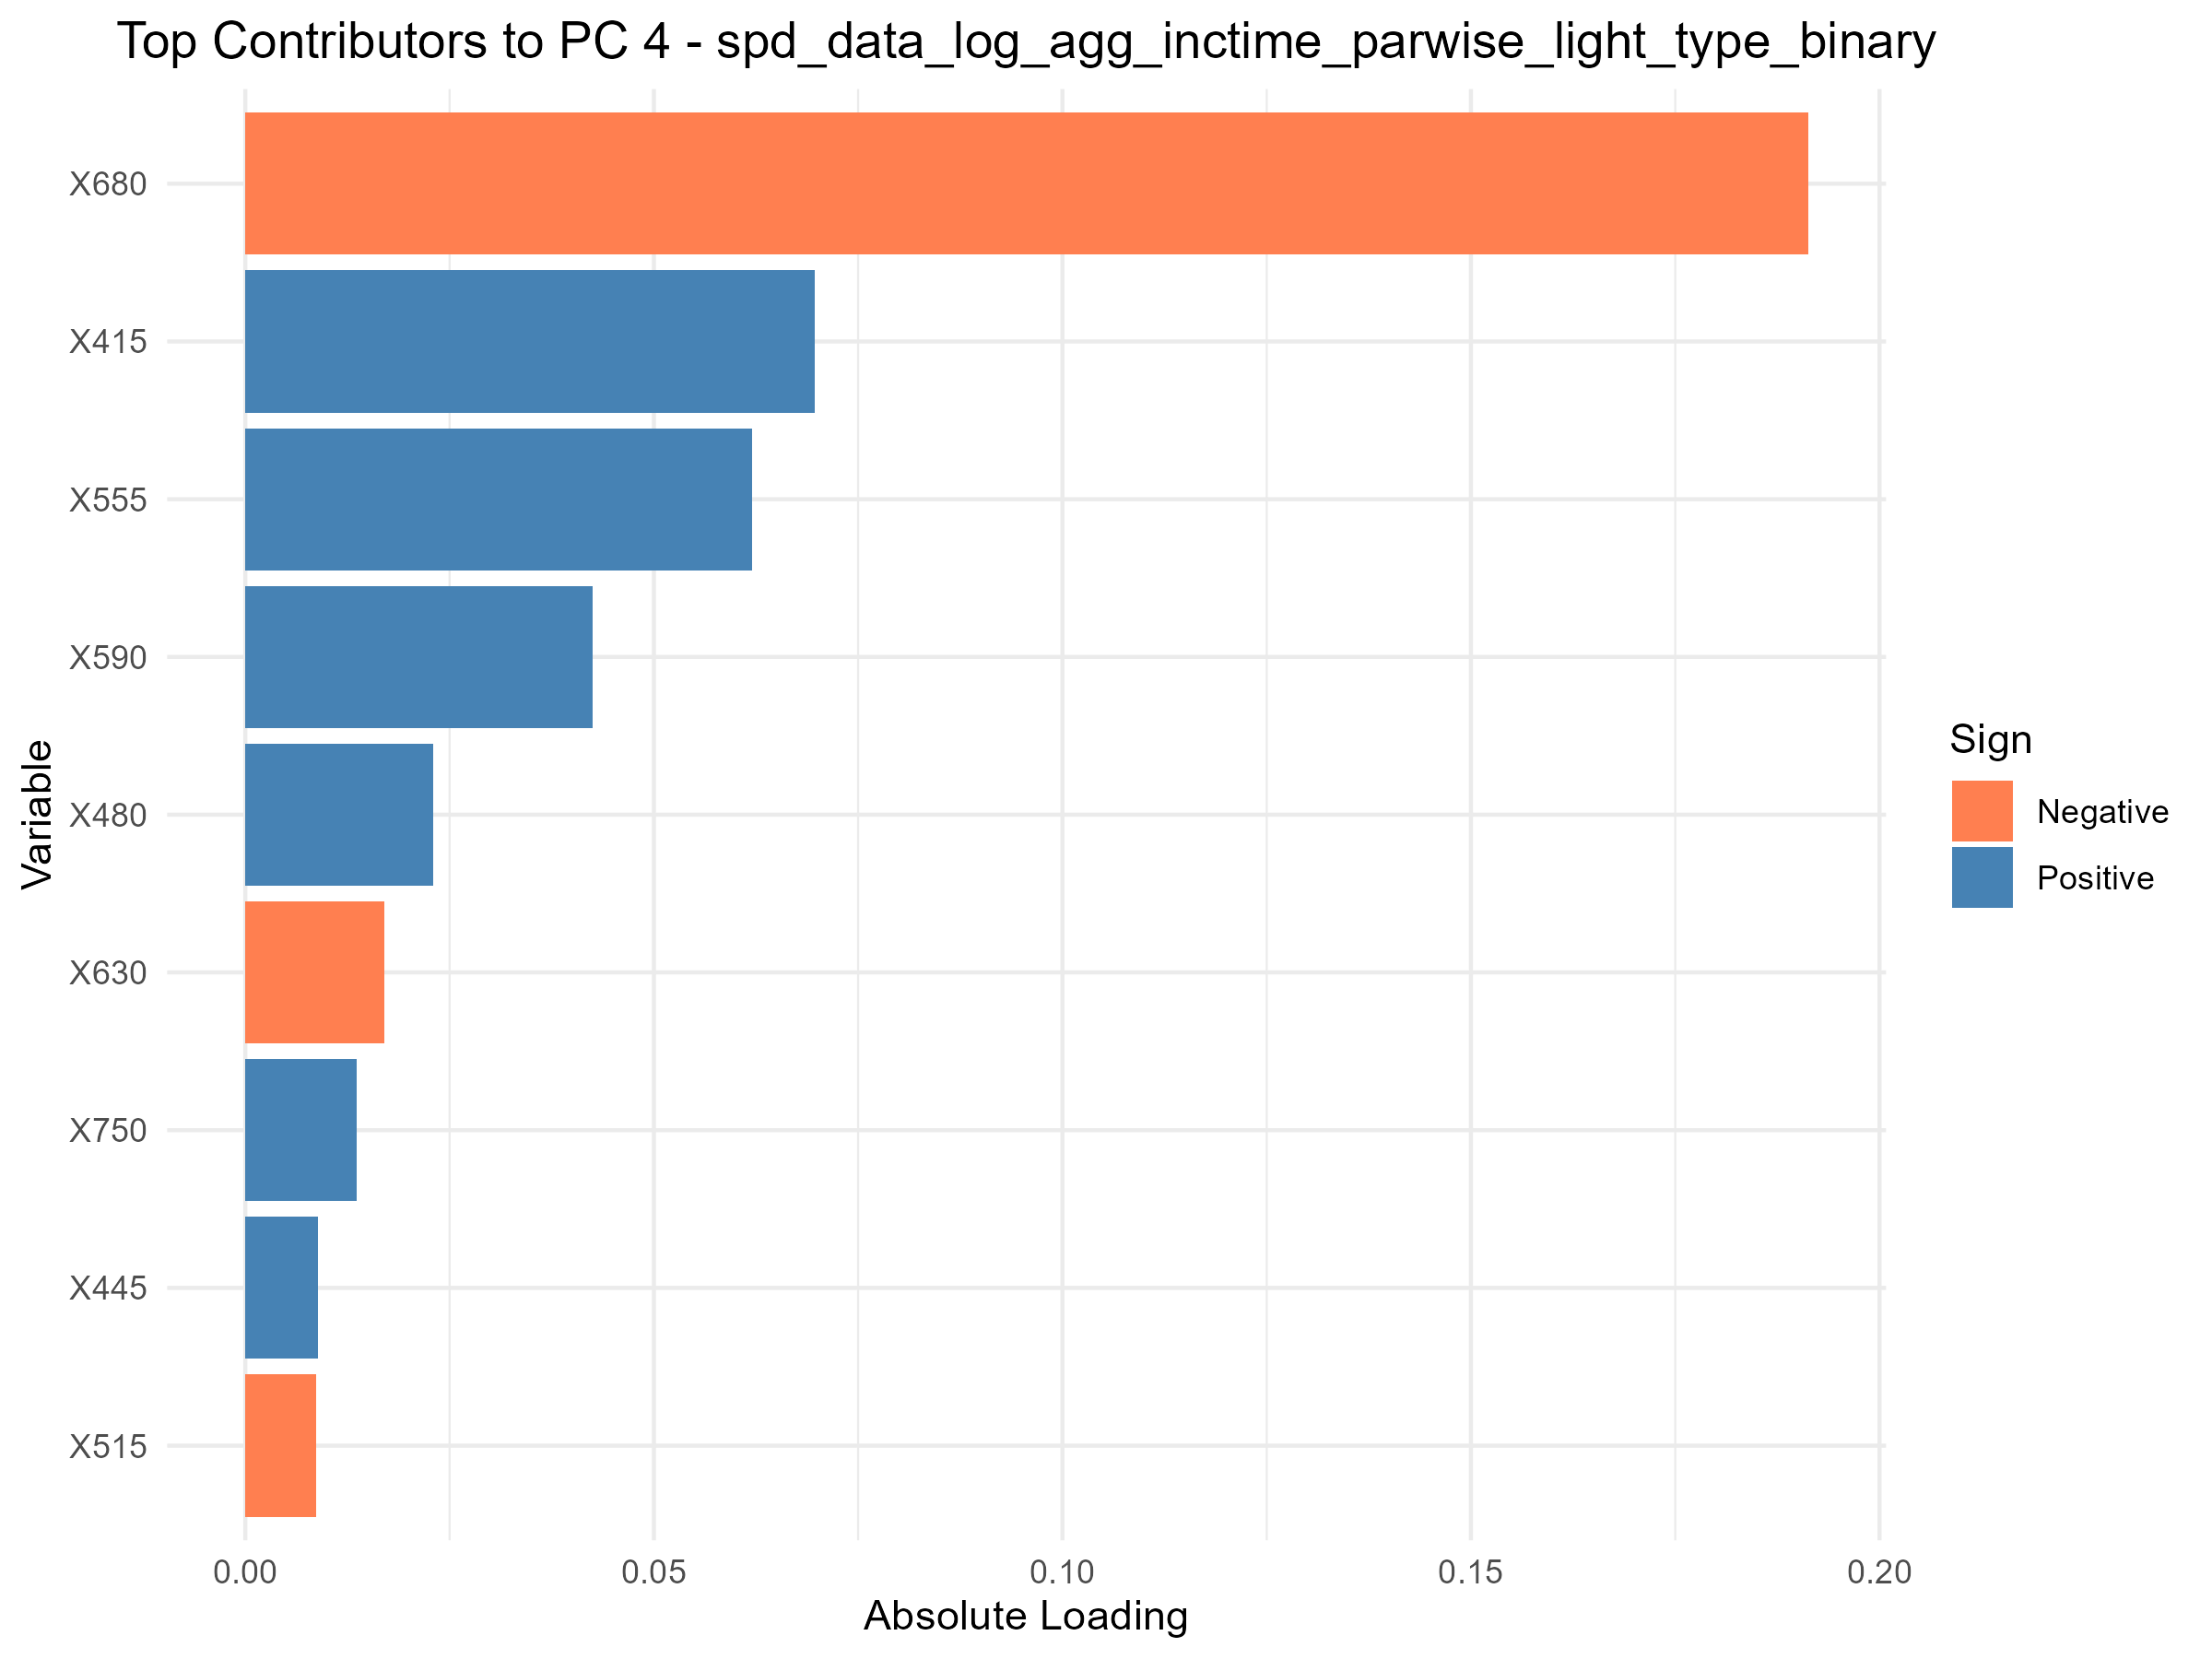 Top Contributors to PC 4 - spd_data_log_agg_inctime_parwise_light_type_binary
Variable
X680
X415
X555
X590
X480
X630
X750
X445
X515
0.00 0.05 0.10 0.15 0.20
Absolute Loading
Sign
Negative
Positive